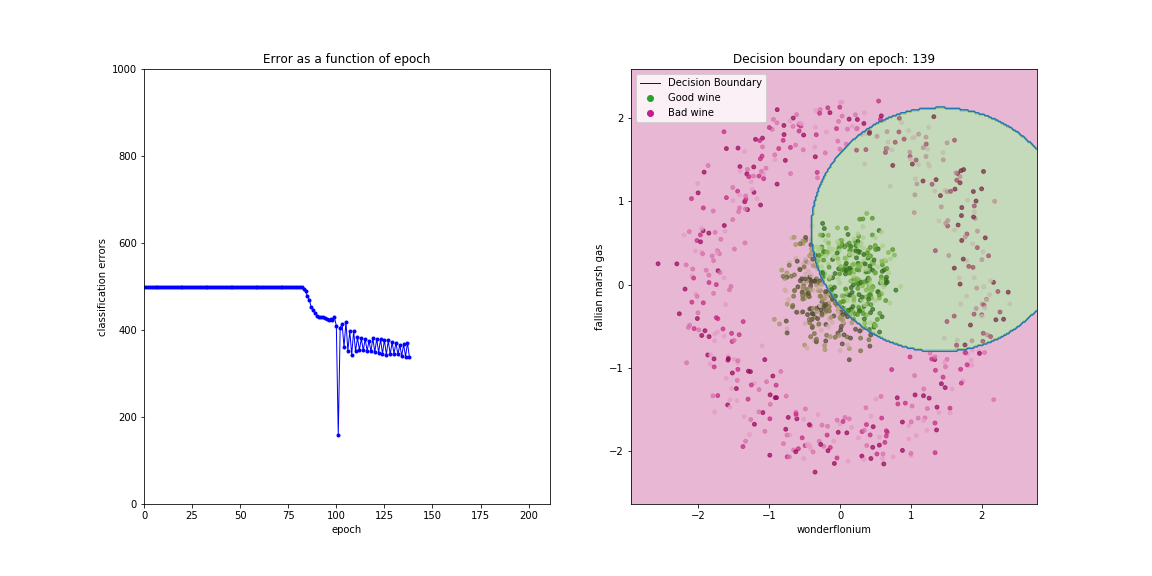 Error as a function of epoch
1000
800
600
400
200
0
classification errors
0 25 50 75 100 125 150 175 200
epoch
Decision boundary on epoch: 139
Decision Boundary
Good wine
Bad wine
2
1
0
−1
−2
fallian marsh gas
−2 −1 0 1 2
wonderflonium